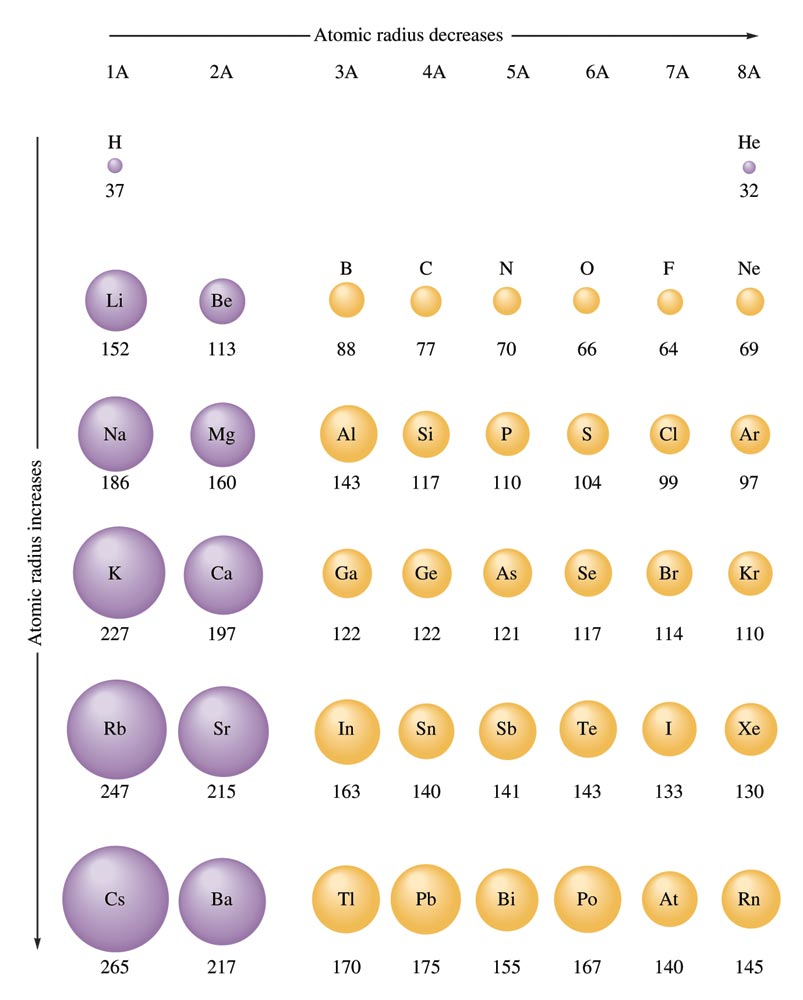 Atomic radius decreases
1A 2A 3A 4A 5A 6A 7A 8A
H He
37 32
B C N O F Ne
Li Be
152 113 88 77 70 66 64 69
Na Mg Al Si P S Cl Ar
186 160 143 117 110 104 99 97
Atomic radius increases
K Ca Ga Ge As Se Br Kr
227 197 122 122 121 117 114 110
Rb Sr In Sn Sb Te I Xe
247 215 163 140 141 143 133 130
Cs Ba Tl Pb Bi Po At Rn
265 217 170 175 155 167 140 145